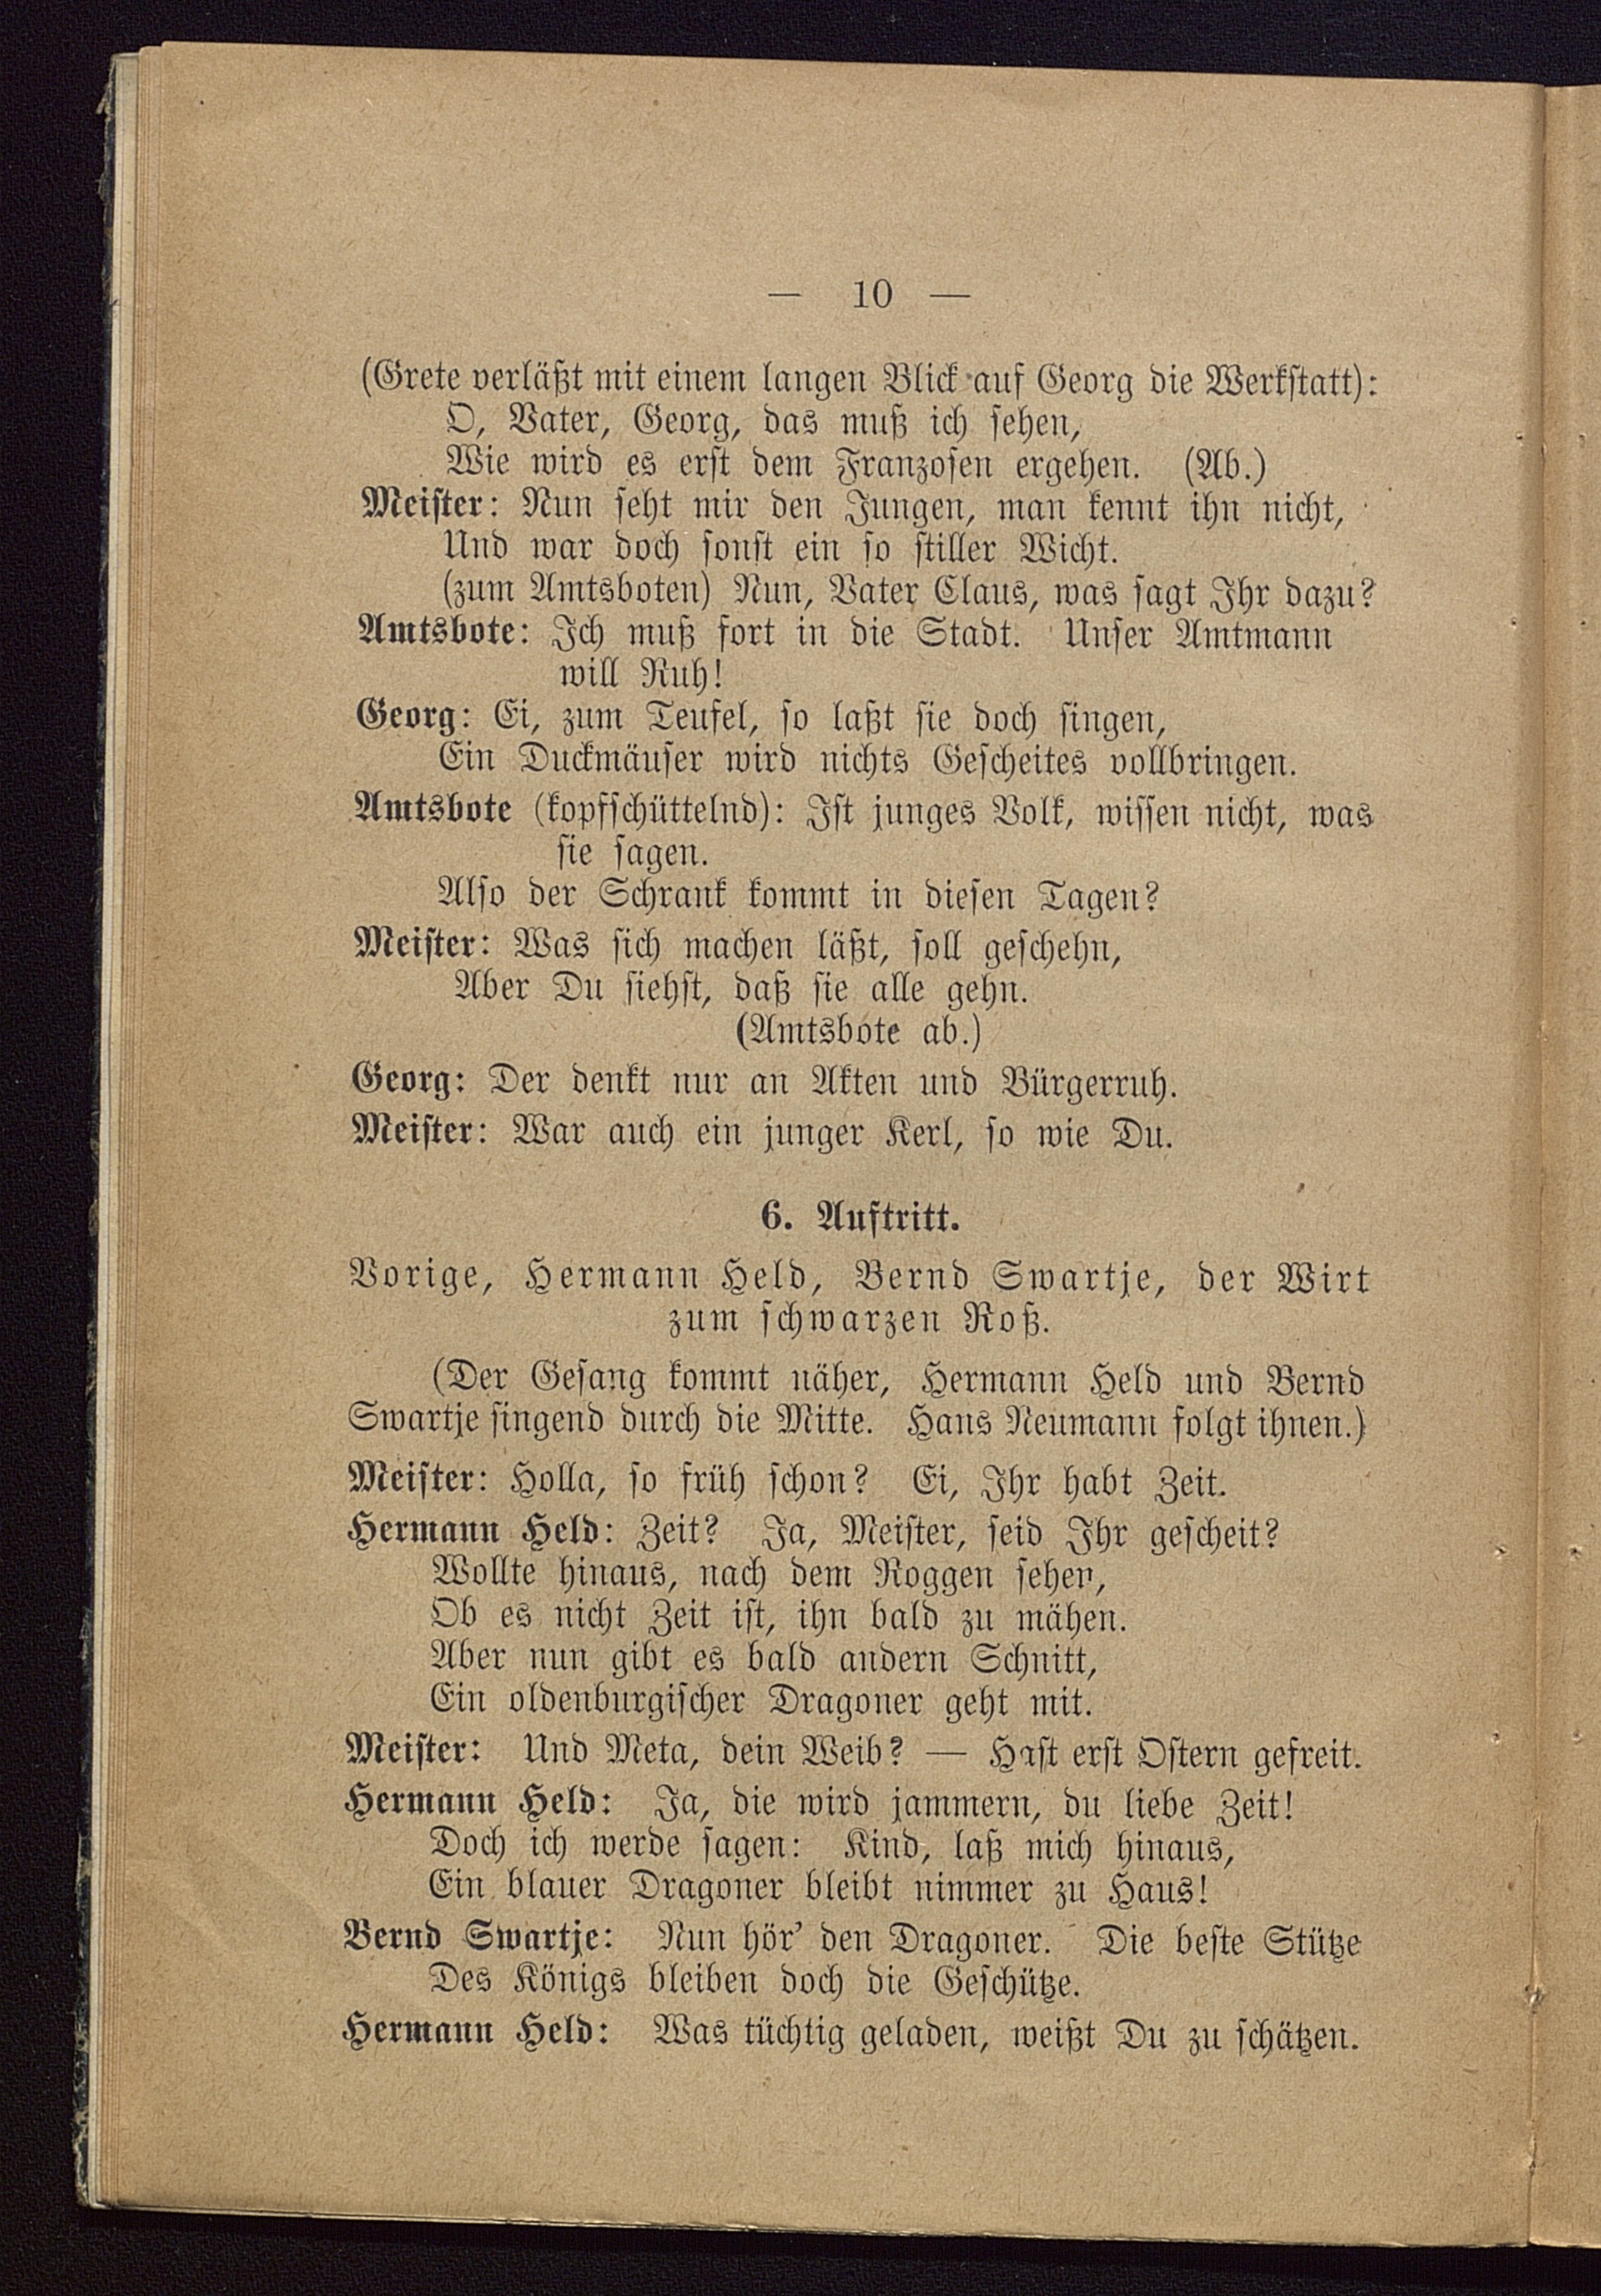 — 10 —
(Grete verläßt mit einem langen Blick auf Georg die Werkstatt):
O, Vater, Georg, das muß ich sehen,
Wie wird es erst dem Franzosen ergehen. (Ab.)
Meister: Nun seht mir den Jungen, man kennt ihn nicht,
Und war doch sonst ein so stiller Wicht.
(zum Amtsboten) Nun, Vater Claus, was sagt Ihr dazu?
Amtsbote: Ich muß fort in die Stadt. Unser Amtmann
will Ruh!
Georg: Ei, zum Teufel, so laßt sie doch singen,
Ein Duckmäuser wird nichts Gescheites vollbringen.
Amtsbote (kopfschüttelnd): Ist junges Volk, wissen nicht, was
sie sagen.
Also der Schrank kommt in diesen Tagen?
Meister: Was sich machen läßt, soll geschehn,
Aber Du siehst, daß sie alle gehn.
(Amtsbote ab.)
Georg: Der denkt nur an Akten und Bürgerruh.
Meister: War auch ein junger Kerl, so wie Du.
6. Auftritt.
Vorige, Hermann Held, Bernd Swartje, der Wirt
zum schwarzen Roß.
(Der Gesang kommt näher, Hermann Held und Bernd
Swartje singend durch die Mitte. Hans Neumann folgt ihnen.)
Meister: Holla, so früh schon? Ei, Ihr habt Zeit.
Hermann Held: Zeit? Ja, Meister, seid Ihr gescheit?
Wollte hinaus, nach dem Roggen sehen,
Ob es nicht Zeit ist, ihn bald zu mähen.
Aber nun gibt es bald andern Schnitt,
Ein oldenburgischer Dragoner geht mit.
Meister: Und Meta, dein Weib? — Hast erst Ostern gefreit.
Hermann Held: Ja, die wird jammern, du liebe Zeit!
Doch ich werde sagen: Kind, laß mich hinaus,
Ein blauer Dragoner bleibt nimmer zu Haus!
Bernd Swartje: Nun hör' den Dragoner. Die beste Stütze
Des Königs bleiben doch die Geschütze.
Hermann Held: Was tüchtig geladen, weißt Du zu schätzen.